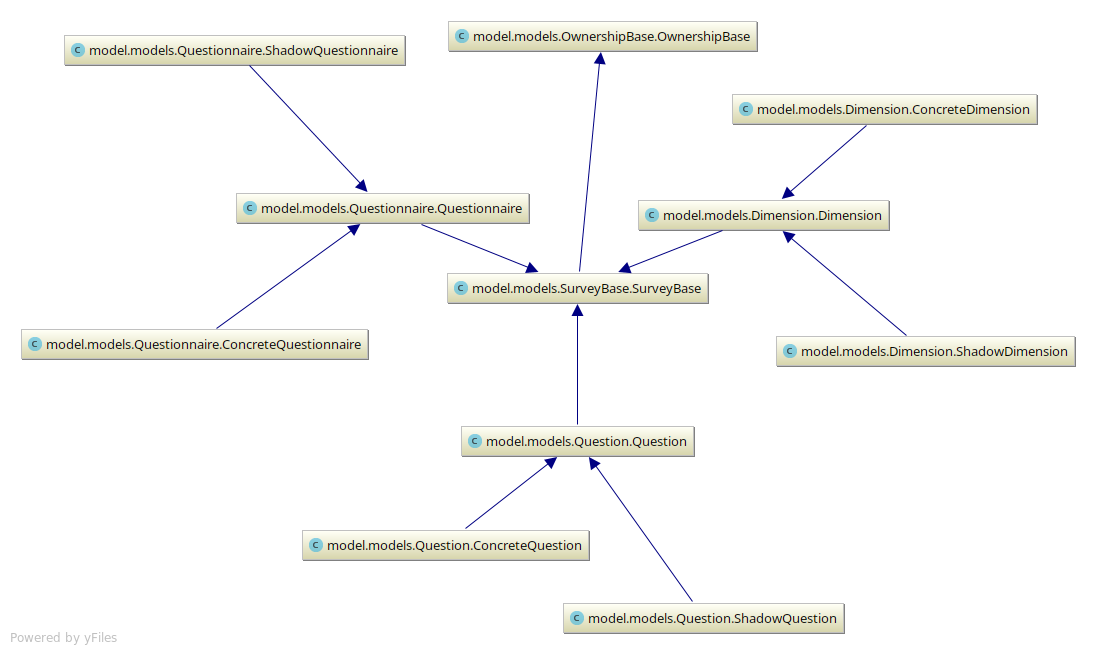 model.models.OwnershipBase.OwnershipBase
model.models.Questionnaire.ShadowQuestionnaire
model.models.Dimension.ConcreteDimension
model.models.Questionnaire.Questionnaire
model.models.Dimension.Dimension
model.models.SurveyBase.SurveyBase
model.models.Questionnaire.ConcreteQuestionnaire
model.models.Dimension.ShadowDimension
model.models.Question.Question
model.models.Question.ConcreteQuestion
model.models.Question.ShadowQuestion
Powered by yFiles